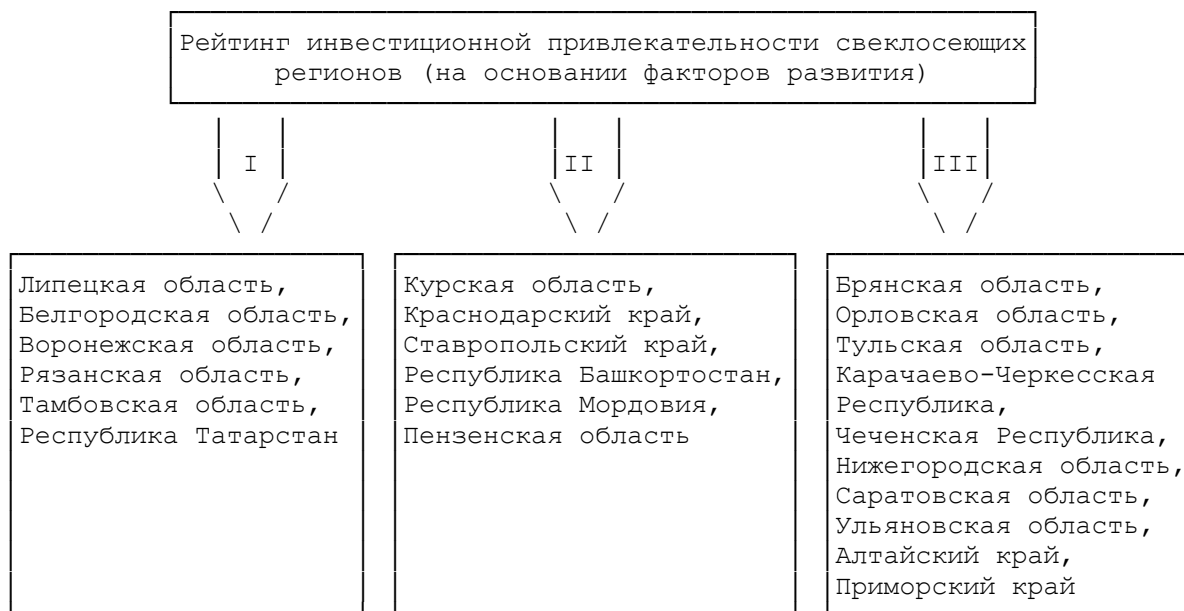 Рейтинг инвестиционной привлекательности свеклосеющих
регионов (на основании факторов развития)
I
II
III
Липецкая область,
Белгородская область,
Воронежская область,
Рязанская область,
Тамбовская область,
Республика Татарстан
Курская область,
Краснодарский край,
Ставропольский край,
Республика Башкортостан,
Республика Мордовия,
Пензенская область
Брянская область,
Орловская область,
Тульская область,
Карачаево-Черкесская
Республика,
Чеченская Республика,
Нижегородская область,
Саратовская область,
Ульяновская область,
Алтайский край,
Приморский край